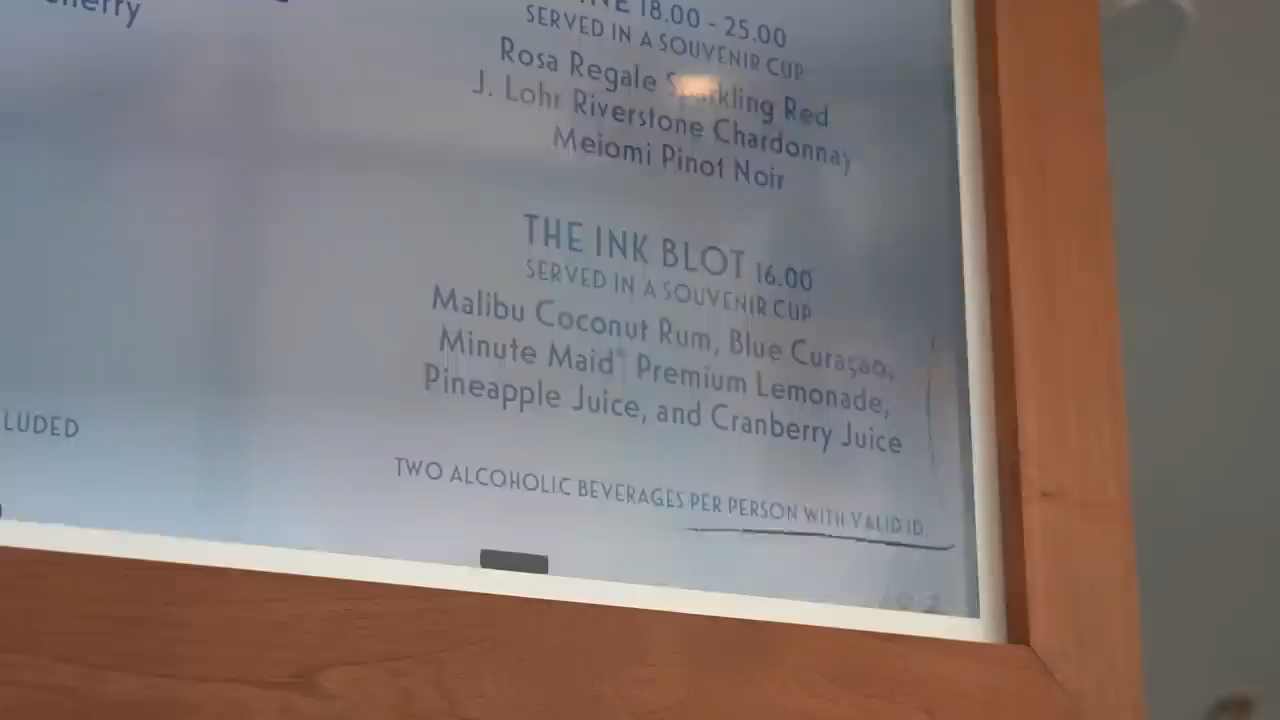 18.00 - 25.00
SERVED IN A SOUVENIR CUP
Rosa Regale Sparkling Red
J. Lohr Riverstone Chardonnay
Meiomi Pinot Noir
THE INK BLOT 16.00
SERVED IN A SOUVENIR CUP
Malibu Coconut Rum, Blue Curaçao,
Minute Maid® Premium Lemonade,
Pineapple Juice, and Cranberry Juice
LUDED
TWO ALCOHOLIC BEVERAGES PER PERSON WITH VALID ID.